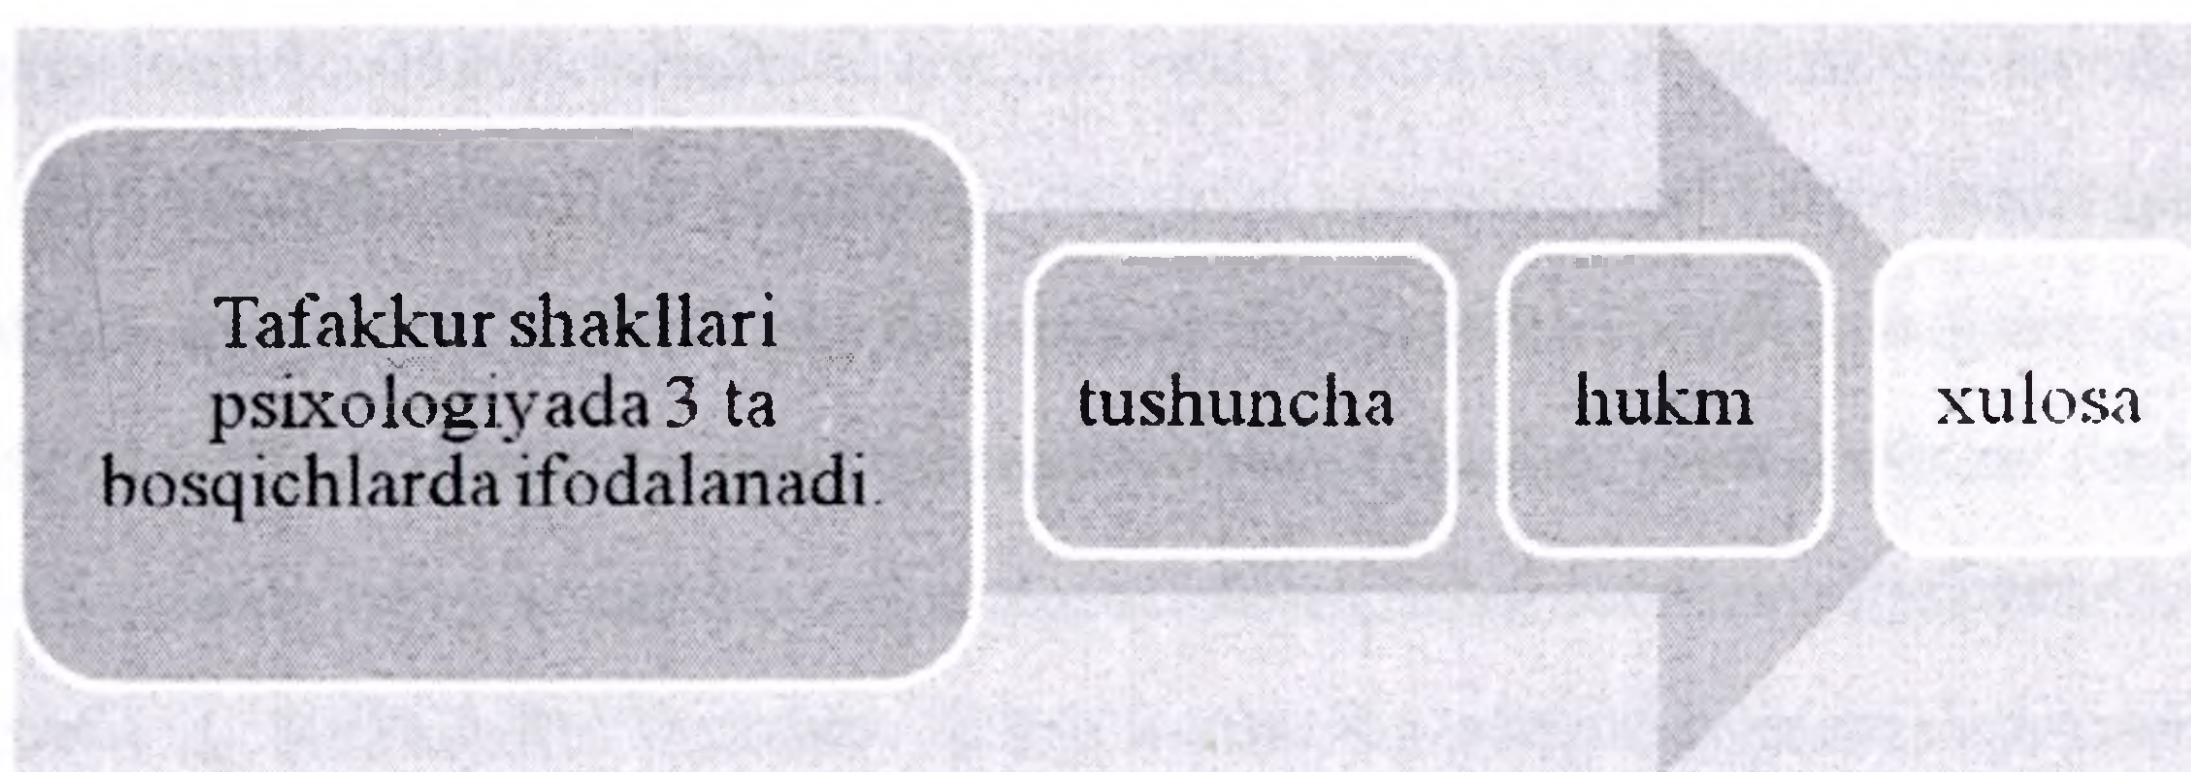 Tafakkur shakllari
psixologiyada 3 ta
bosqichlarda ifodalanadi.
tushuncha
hukm
xulosa